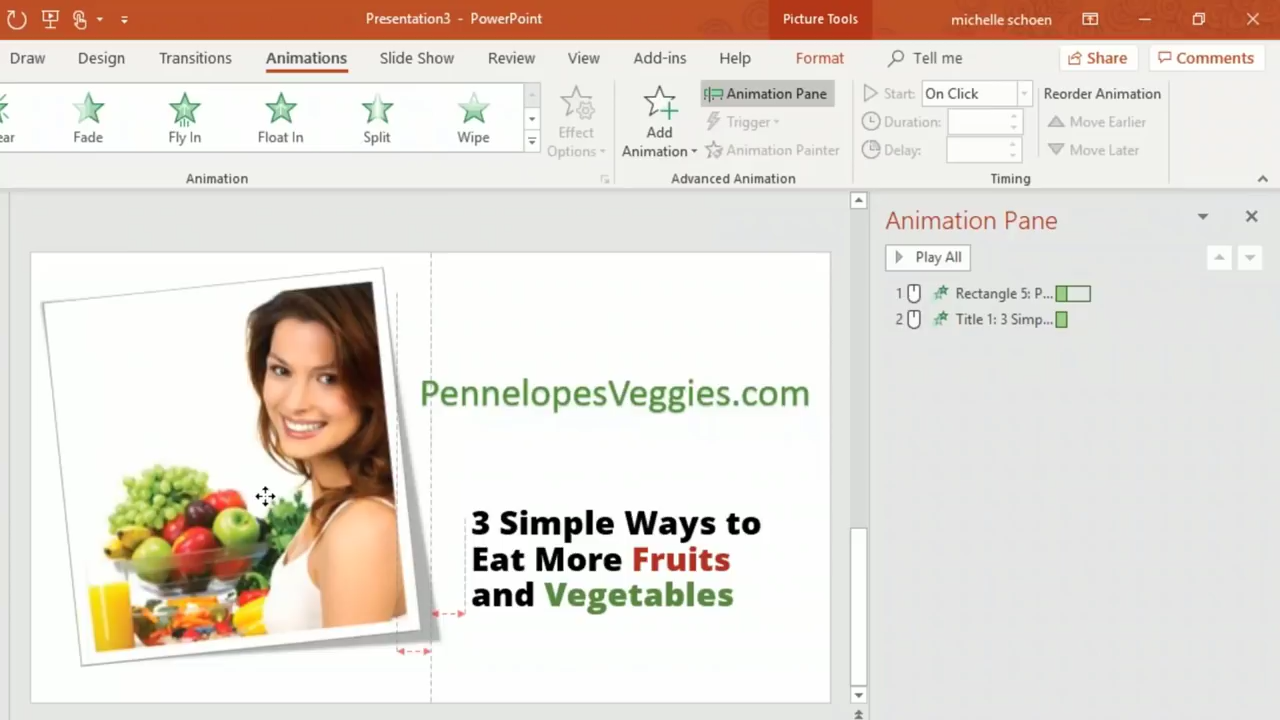 Presentation3 - PowerPoint
Picture Tools
michelle schoen
Draw
Design
Transitions
Animations
Slide Show
Review
View
Add-ins
Help
Format
Tell me
Share
Comments
ear
Fade
Fly In
Float In
Split
Wipe
Effect
Options
Add
Animation
Animation Pane
Trigger
Animation Painter
Start: On Click
Duration:
Delay:
Reorder Animation
Move Earlier
Move Later
Animation
Advanced Animation
Timing
Animation Pane
Play All
1 Rectangle 5: P...
2 Title 1: 3 Simp...
PennelopesVeggies.com
3 Simple Ways to
Eat More Fruits
and Vegetables